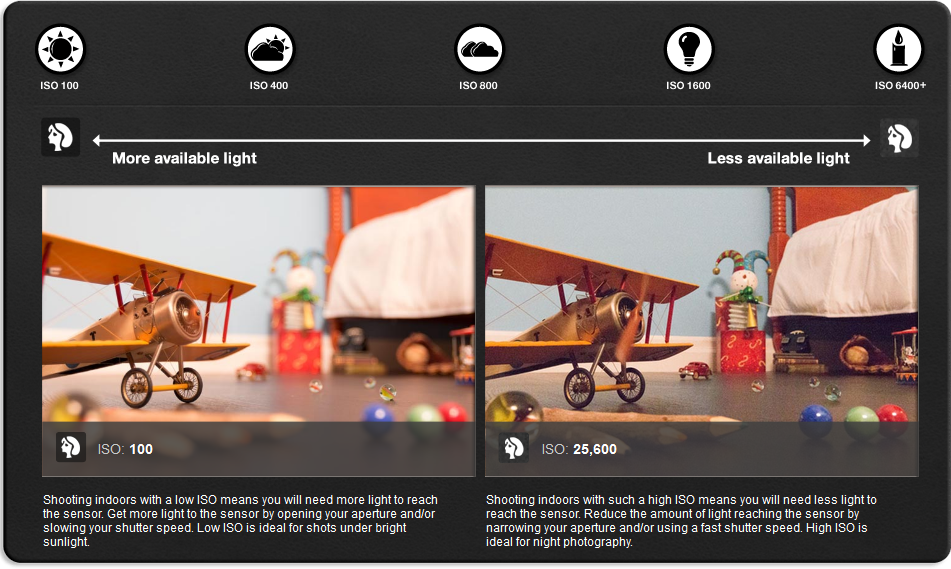 ISO 100
ISO 400
ISO 800
ISO 1600
ISO 6400+
More available light
Less available light
ISO: 100
ISO: 25,600
Shooting indoors with a low ISO means you will need more light to reach
the sensor. Get more light to the sensor by opening your aperture and/or
slowing your shutter speed. Low ISO is ideal for shots under bright
sunlight.
Shooting indoors with such a high ISO means you will need less light to
reach the sensor. Reduce the amount of light reaching the sensor by
narrowing your aperture and/or using a fast shutter speed. High ISO is
ideal for night photography.